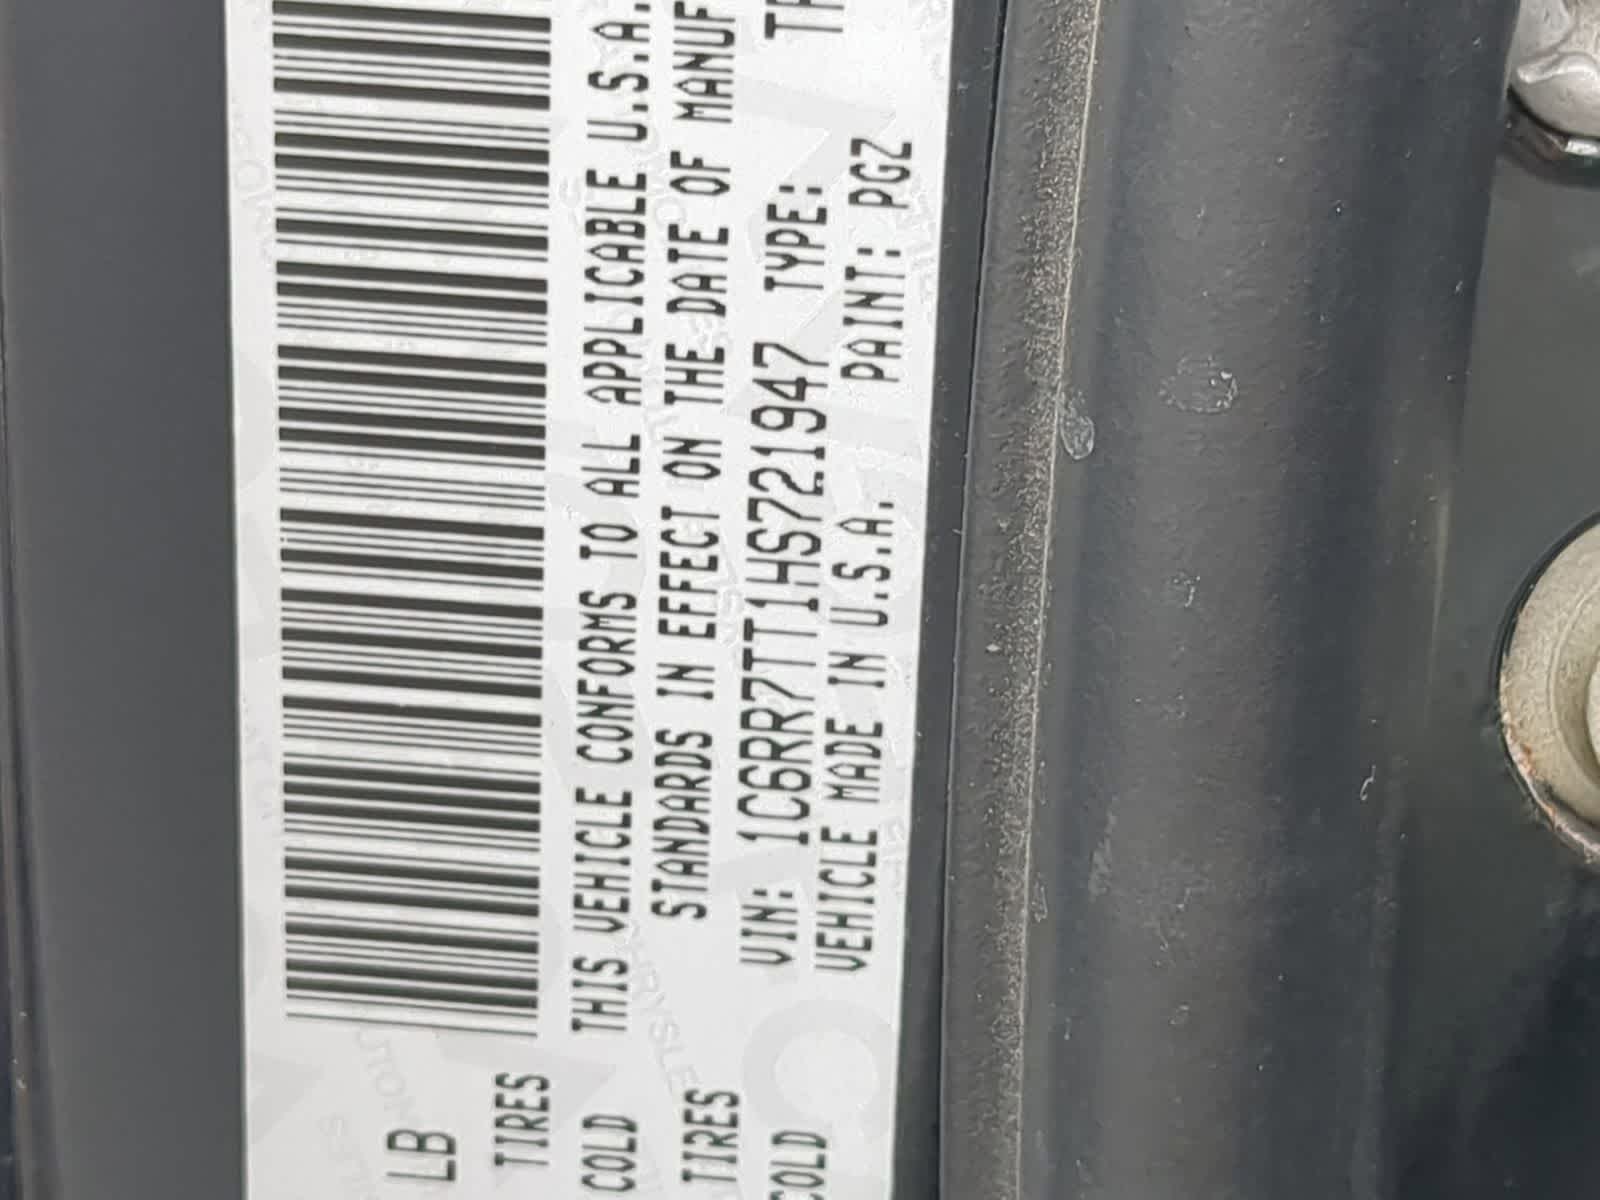 LB
TIRES
COLD
TIRES
COLD
THIS VEHICLE CONFORMS TO ALL APPLICABLE U.S.A.
STANDARDS IN EFFECT ON THE DATE OF MANUF
VIN: 1C6RR7TT1HS721947 TYPE: TR
VEHICLE MADE IN U.S.A. PAINT: PGZ